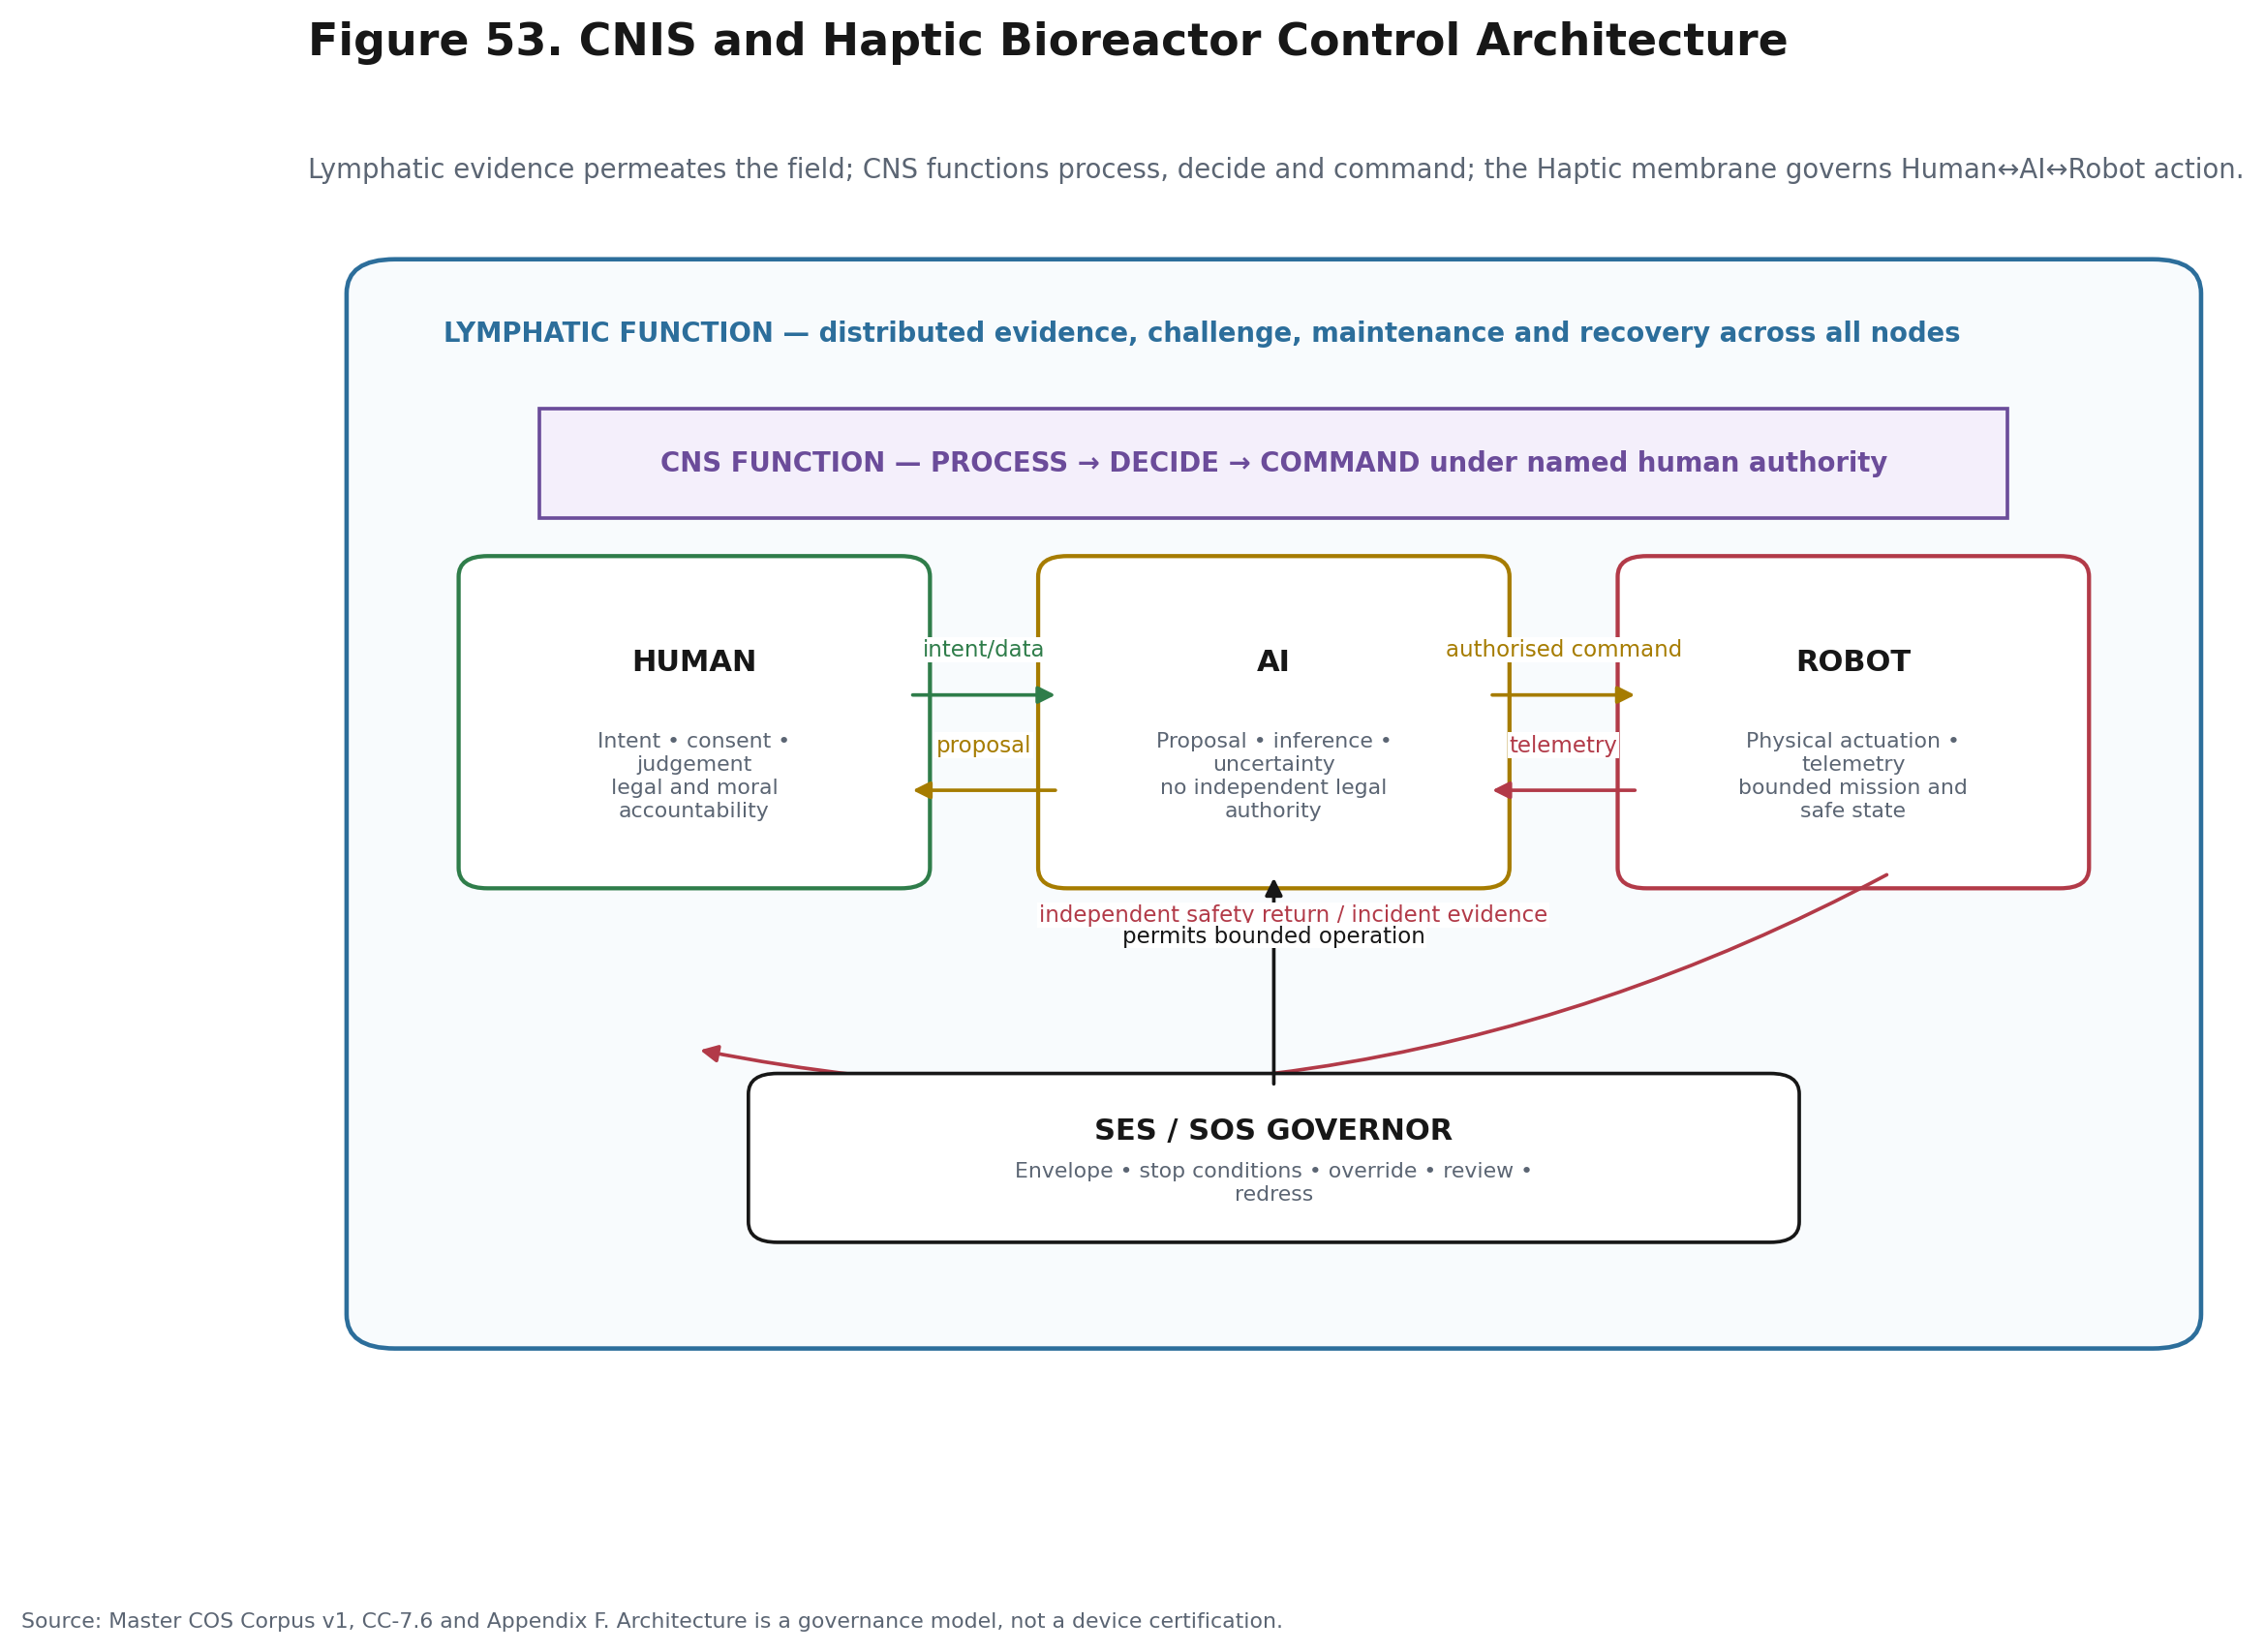 Figure 53. CNIS and Haptic Bioreactor Control Architecture
Lymphatic evidence permeates the field; CNS functions process, decide and command; the Haptic membrane governs Human↔AI↔Robot action.
LYMPHATIC FUNCTION — distributed evidence, challenge, maintenance and recovery across all nodes
CNS FUNCTION — PROCESS → DECIDE → COMMAND under named human authority
HUMAN
Intent • consent •
judgement
legal and moral
accountability
intent/data
proposal
AI
Proposal • inference •
uncertainty
no independent legal
authority
authorised command
telemetry
ROBOT
Physical actuation •
telemetry
bounded mission and
safe state
independent safety return / incident evidence
permits bounded operation
SES / SOS GOVERNOR
Envelope • stop conditions • override • review •
redress
Source: Master COS Corpus v1, CC-7.6 and Appendix F. Architecture is a governance model, not a device certification.